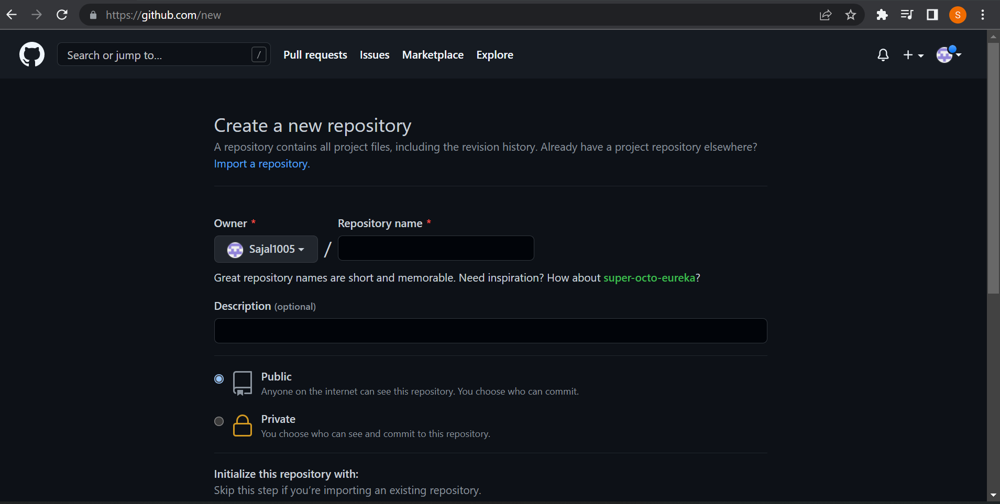 https://github.com/new
S
Search or jump to...
/
Pull requests
Issues
Marketplace
Explore
Create a new repository
A repository contains all project files, including the revision history. Already have a project repository elsewhere?
Import a repository.
Owner *
Repository name *
Sajal1005
/
Great repository names are short and memorable. Need inspiration? How about super-octo-eureka?
Description (optional)
Public
Anyone on the internet can see this repository. You choose who can commit.
Private
You choose who can see and commit to this repository.
Initialize this repository with:
Skip this step if you’re importing an existing repository.